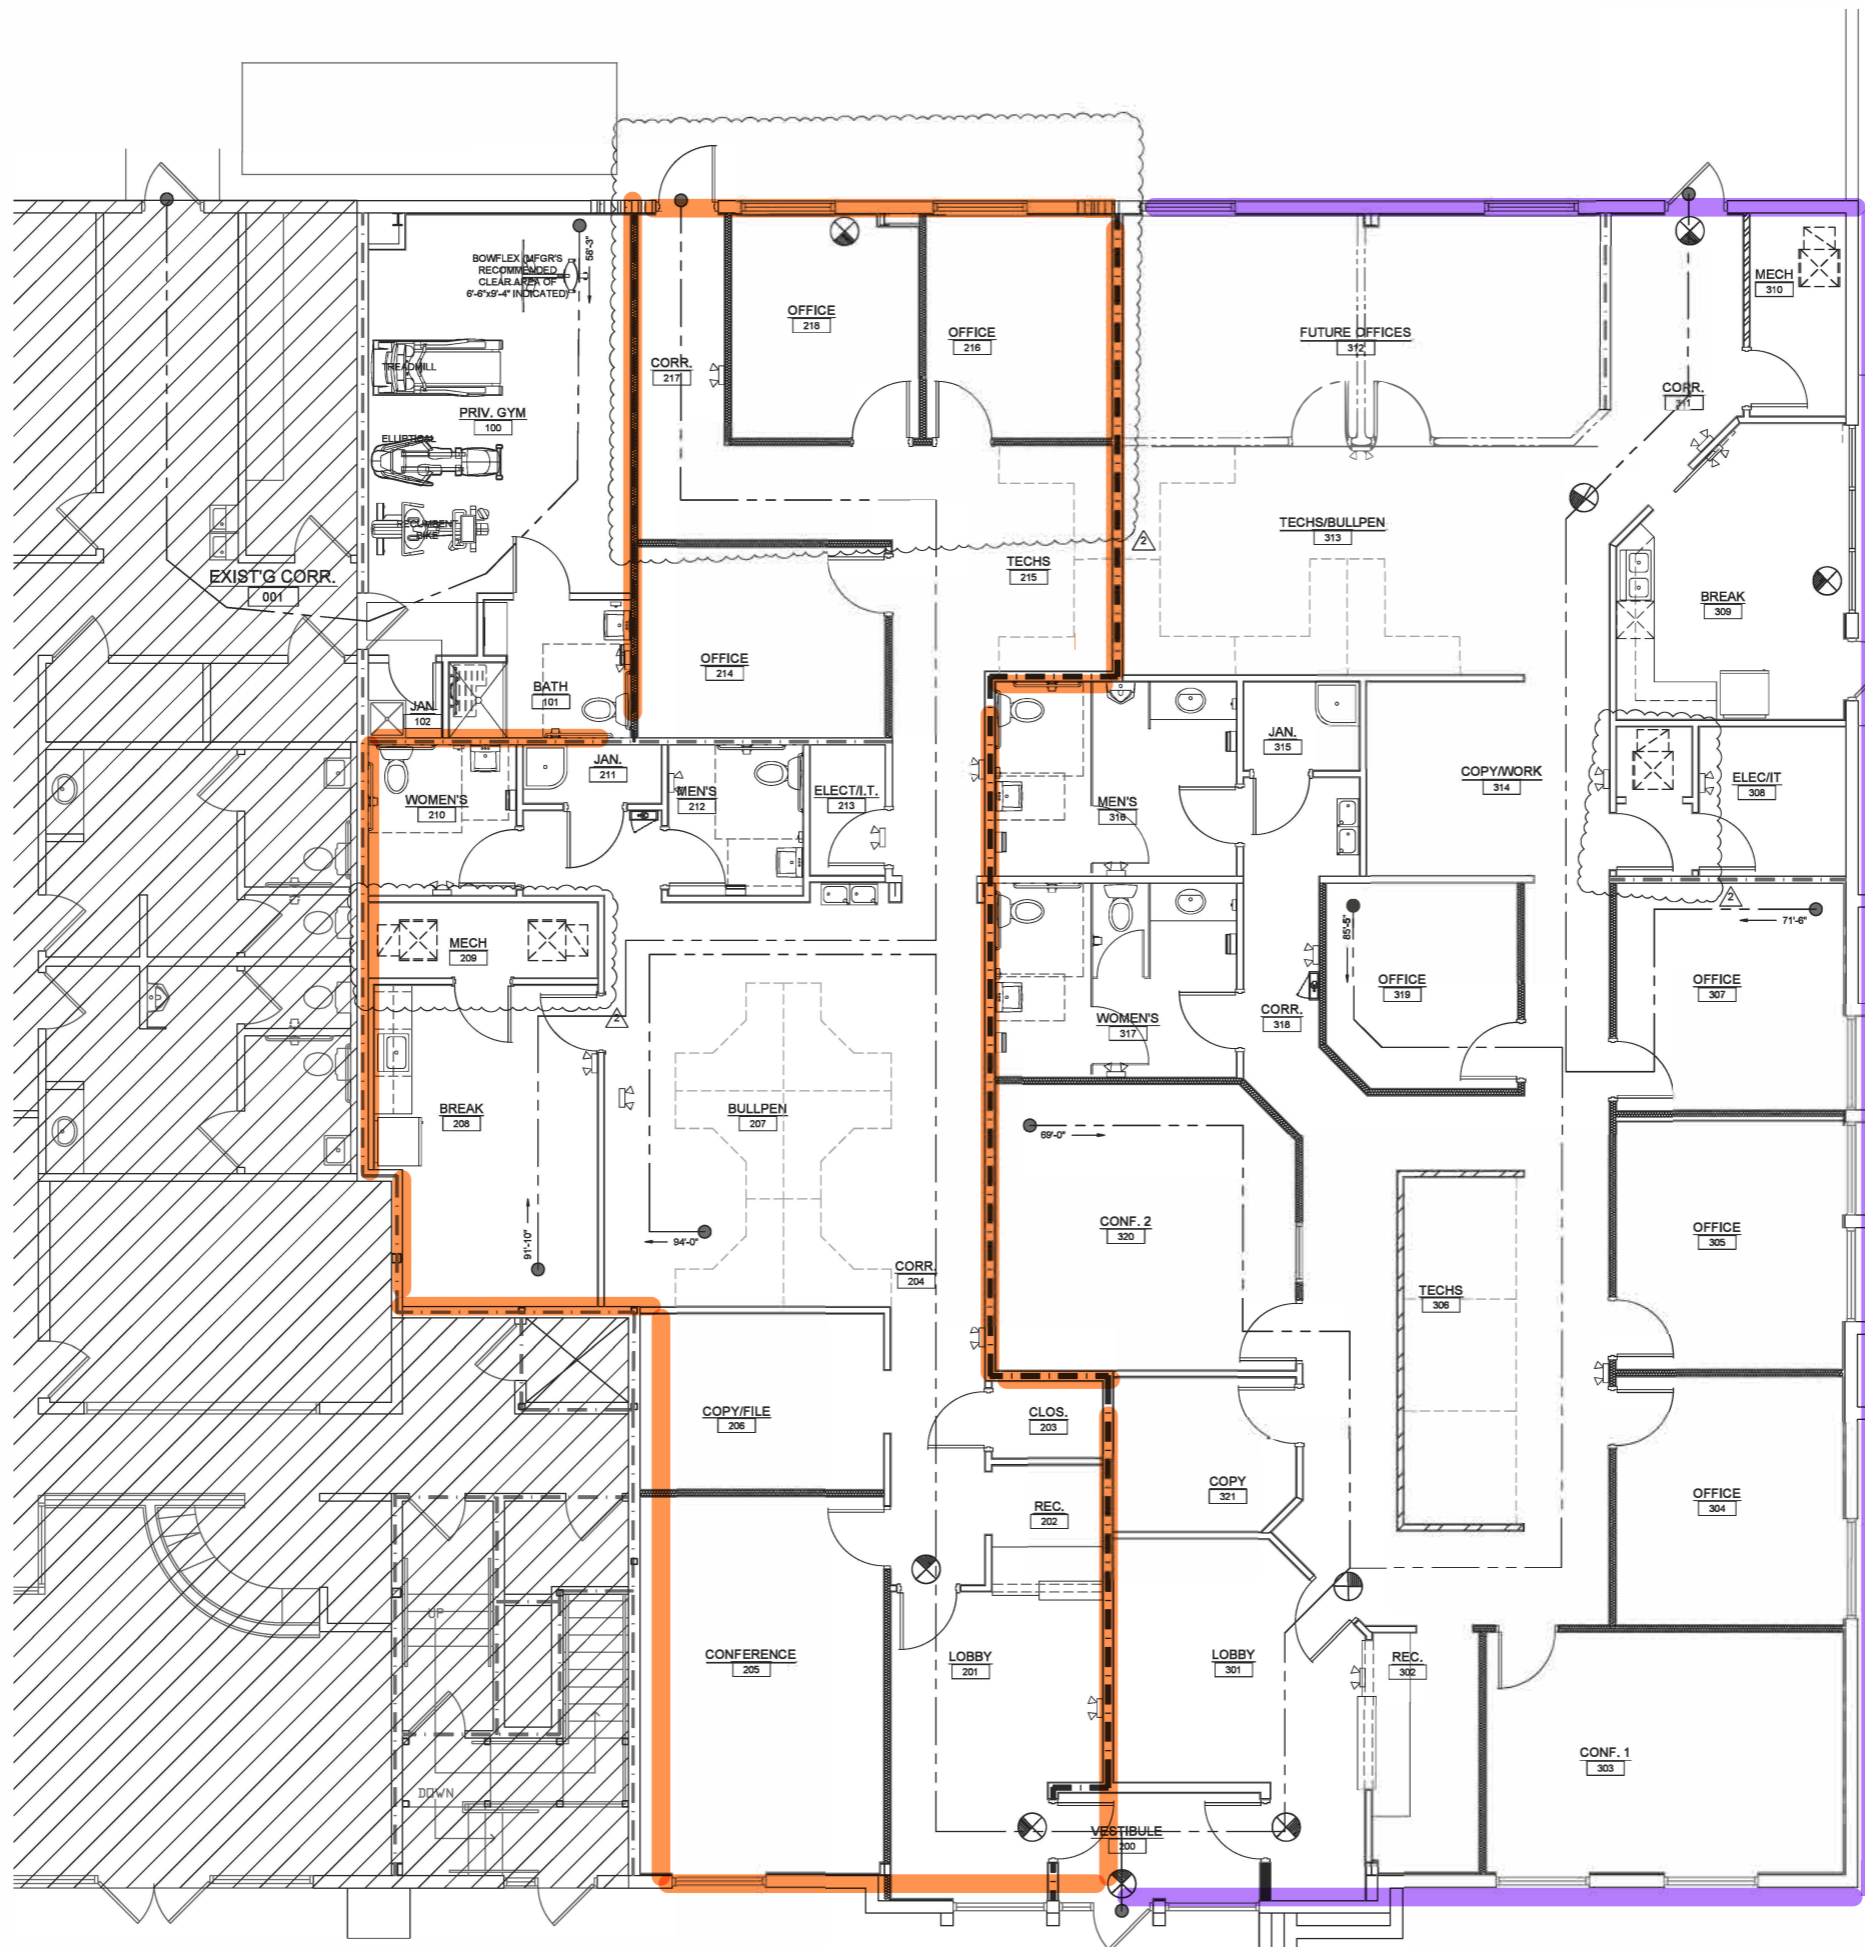 BOWFLEX (MFGR'S
RECOMMENDED
CLEAR AREA OF
6'-6"x9'-4" INDICATED)
58'-3"
MECH
310
OFFICE
218
OFFICE
216
FUTURE OFFICES
312
CORR.
217
TREADMILL
CORR.
311
PRIV. GYM
100
ELLIPTICAL
RECUMBENT
BIKE
TECHS/BULLPEN
313
2
EXIST'G CORR.
001
TECHS
215
BREAK
309
OFFICE
214
BATH
101
JAN
102
JAN.
211
JAN.
315
WOMEN'S
210
MEN'S
212
ELECT/I.T.
213
MEN'S
316
COPY/WORK
314
ELEC/IT
308
2
71'-6"
85'-5"
MECH
209
OFFICE
319
OFFICE
307
2
WOMEN'S
317
CORR.
318
BREAK
208
BULLPEN
207
69'-0"
91'-10"
94'-0"
CONF. 2
320
OFFICE
305
CORR.
204
TECHS
306
COPY/FILE
206
CLOS.
203
COPY
321
REC.
202
OFFICE
304
UP
CONFERENCE
205
LOBBY
201
LOBBY
301
REC.
302
CONF. 1
303
DOWN
VESTIBULE
200